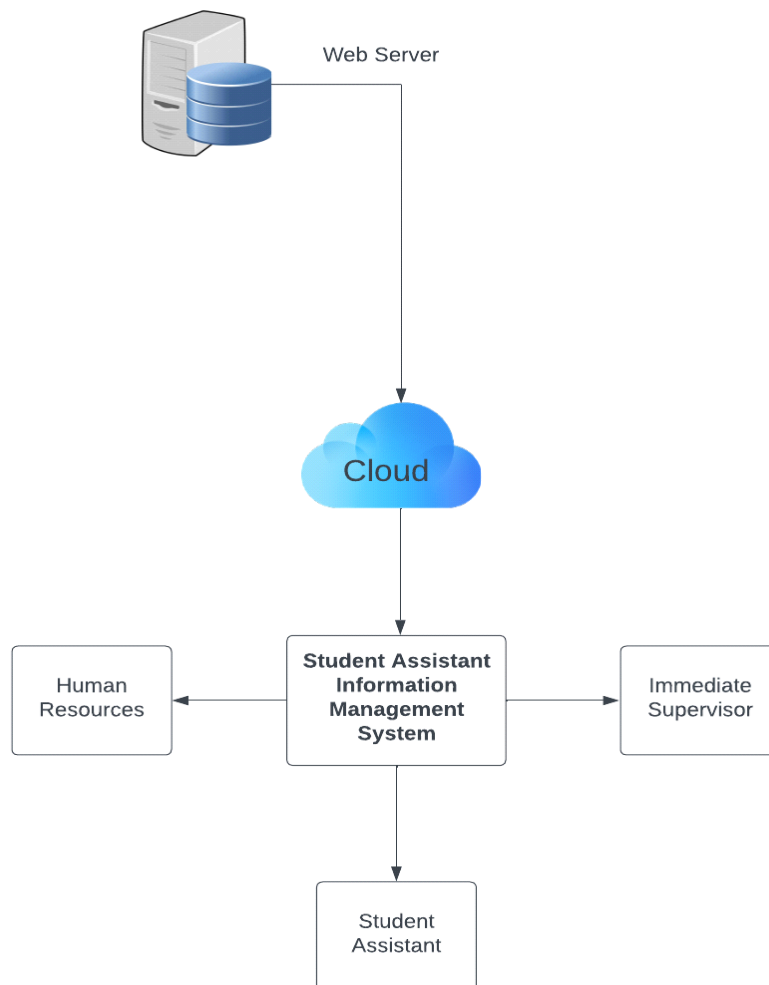 Web Server
Cloud
Student Assistant
Information
Management
System
Human
Resources
Immediate
Supervisor
Student
Assistant